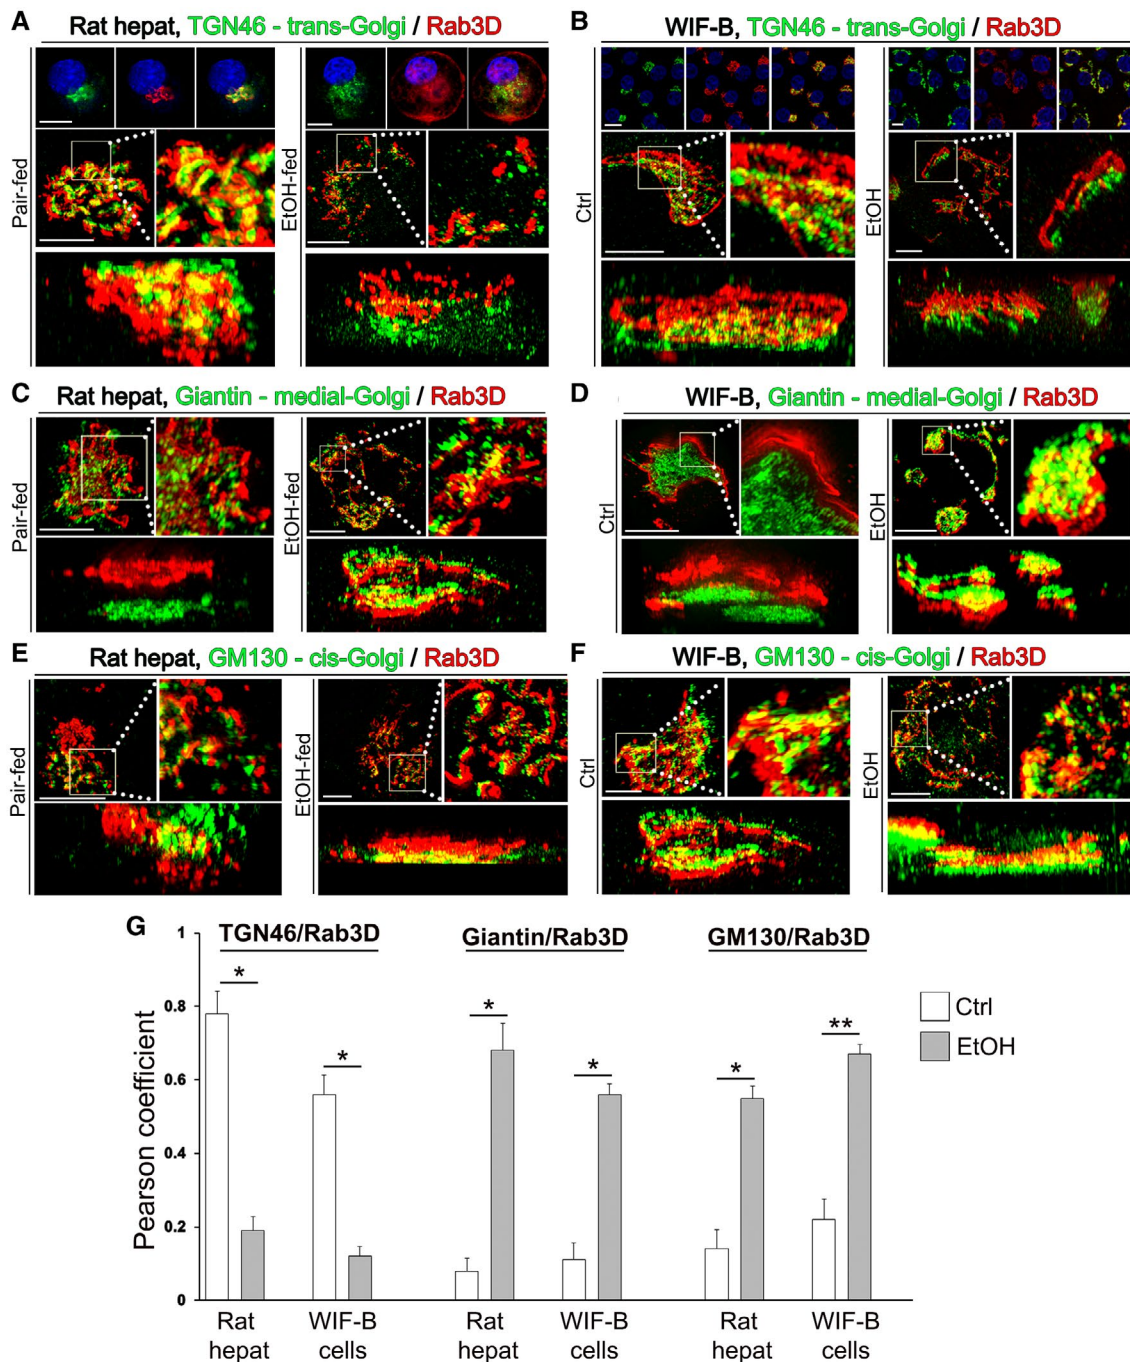 A
Rat hepat, TGN46 - trans-Golgi / Rab3D
Pair-fed
EtOH-fed
B
WIF-B, TGN46 - trans-Golgi / Rab3D
Ctrl
EtOH
C
Rat hepat, Giantin - medial-Golgi / Rab3D
Pair-fed
EtOH-fed
D
WIF-B, Giantin - medial-Golgi / Rab3D
Ctrl
EtOH
E
Rat hepat, GM130 - cis-Golgi / Rab3D
Pair-fed
EtOH-fed
F
WIF-B, GM130 - cis-Golgi / Rab3D
Ctrl
EtOH
G
TGN46/Rab3D
Giantin/Rab3D
GM130/Rab3D
Pearson coefficient
1
0.8
0.6
0.4
0.2
0
*
*
*
*
*
**
Ctrl
EtOH
Rat hepat
WIF-B cells
Rat hepat
WIF-B cells
Rat hepat
WIF-B cells